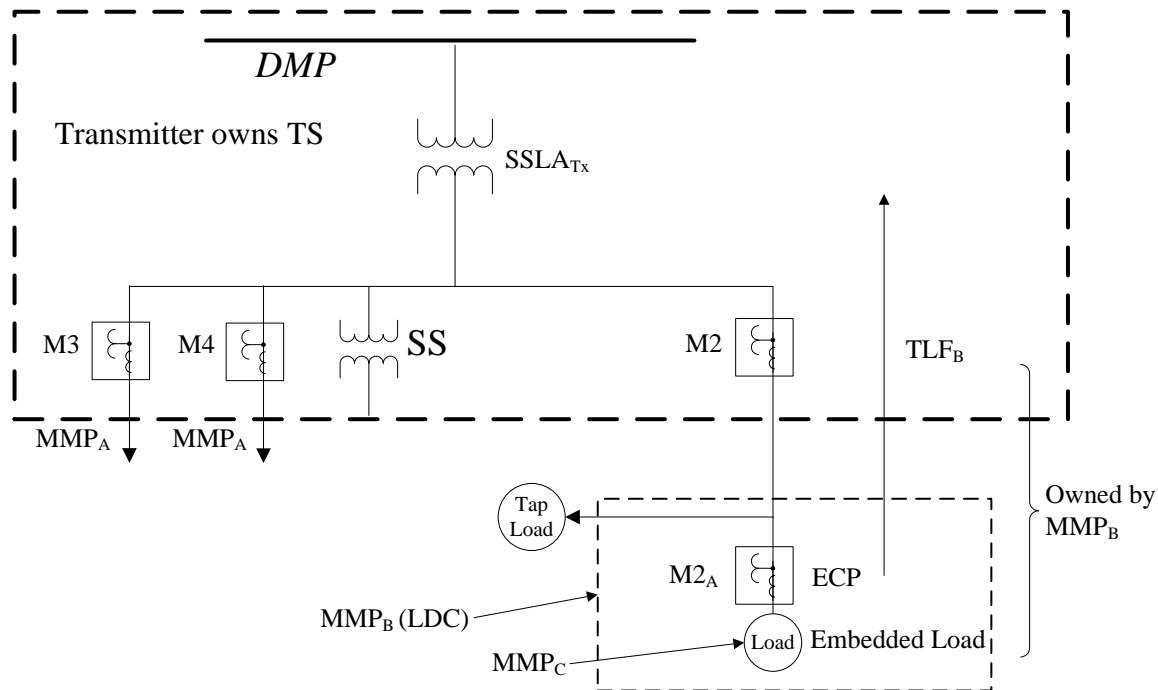 DMP
Transmitter owns TS
SSLA_Tx
M3
M4
SS
M2
TLF_B
MMP_A
MMP_A
Owned by
MMP_B
Tap
Load
M2_A
ECP
MMP_B (LDC)
Load
Embedded Load
MMP_C